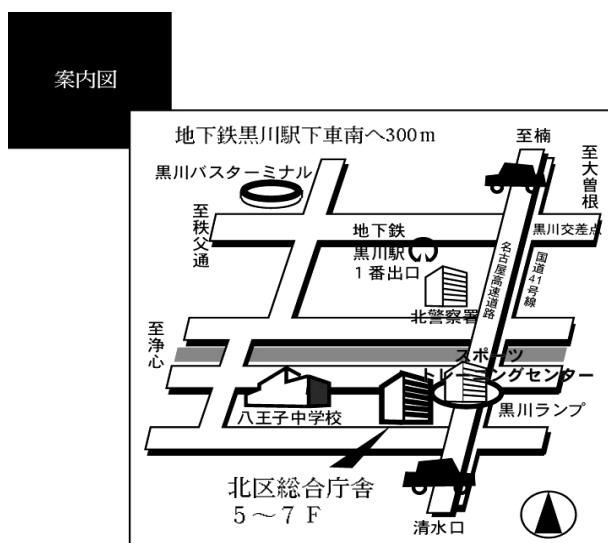 案内図
地下鉄黒川駅下車南へ300m
至楠
至大曽根
黒川バスターミナル
至秩父通
地下鉄
黒川駅
1番出口
黒川交差点
名古屋高速道路
国道41号線
北警察署
至浄心
スポーツ
トレーニングセンター
八王子中学校
黒川ランプ
北区総合庁舎
5〜7F
清水口